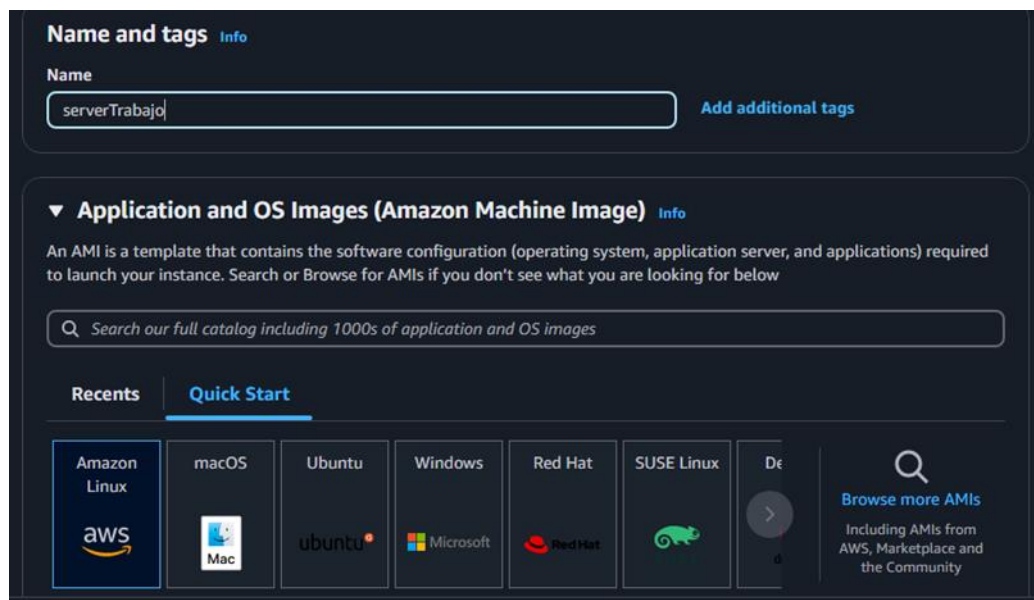 Name and tags Info
Name
serverTrabajo
Add additional tags
Application and OS Images (Amazon Machine Image) Info
An AMI is a template that contains the software configuration (operating system, application server, and applications) required
to launch your instance. Search or Browse for AMIs if you don't see what you are looking for below
Search our full catalog including 1000s of application and OS images
Recents
Quick Start
Amazon
Linux
aws
macOS
Mac
Ubuntu
ubuntu
Windows
Microsoft
Red Hat
Red Hat
SUSE Linux
De
Browse more AMIs
Including AMIs from
AWS, Marketplace and
the Community